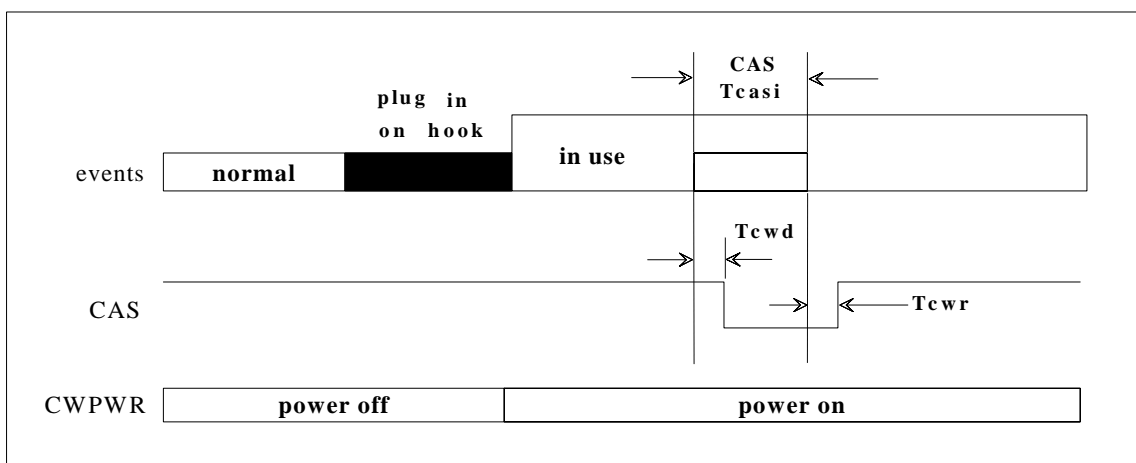 CAS
Tcasi
plug in
on hook
in use
events
normal
Tcwd
CAS
Tcwr
CWPWR
power off
power on